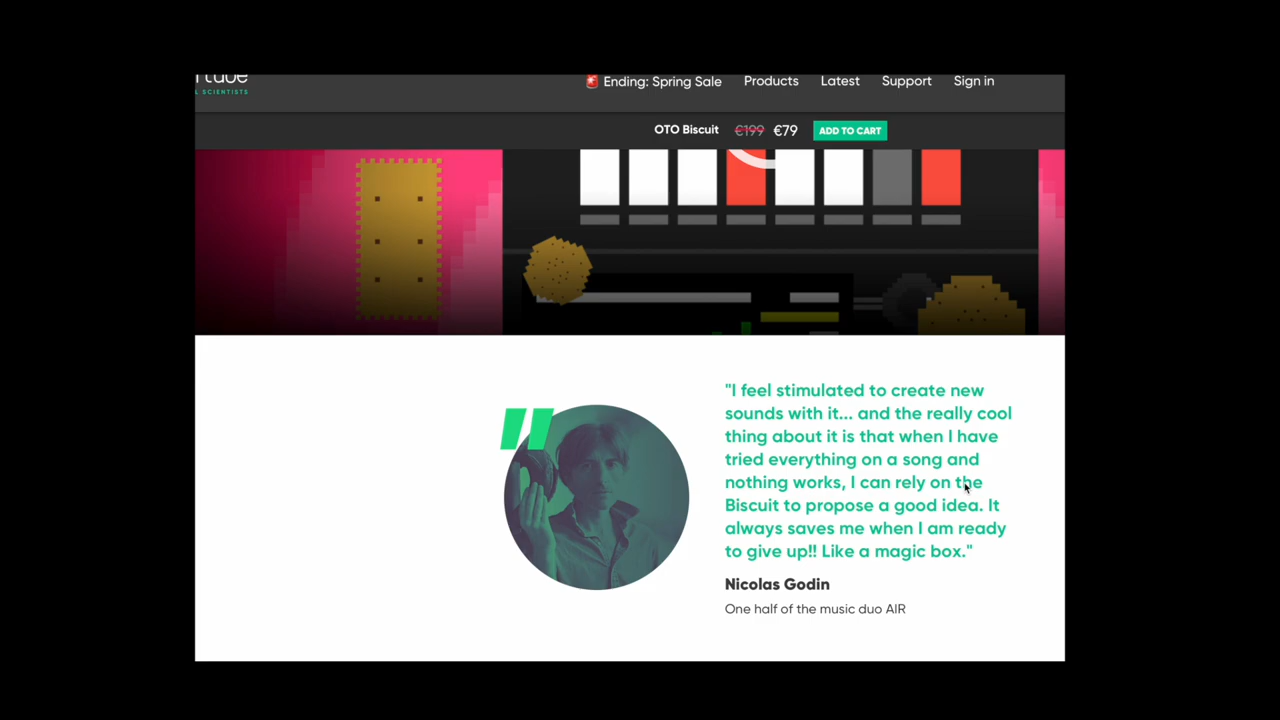 L SCIENTISTS
🚨 Ending: Spring Sale Products Latest Support Sign in
OTO Biscuit €199 €79 ADD TO CART
"I feel stimulated to create new
sounds with it... and the really cool
thing about it is that when I have
tried everything on a song and
nothing works, I can rely on the
Biscuit to propose a good idea. It
always saves me when I am ready
to give up!! Like a magic box."
Nicolas Godin
One half of the music duo AIR